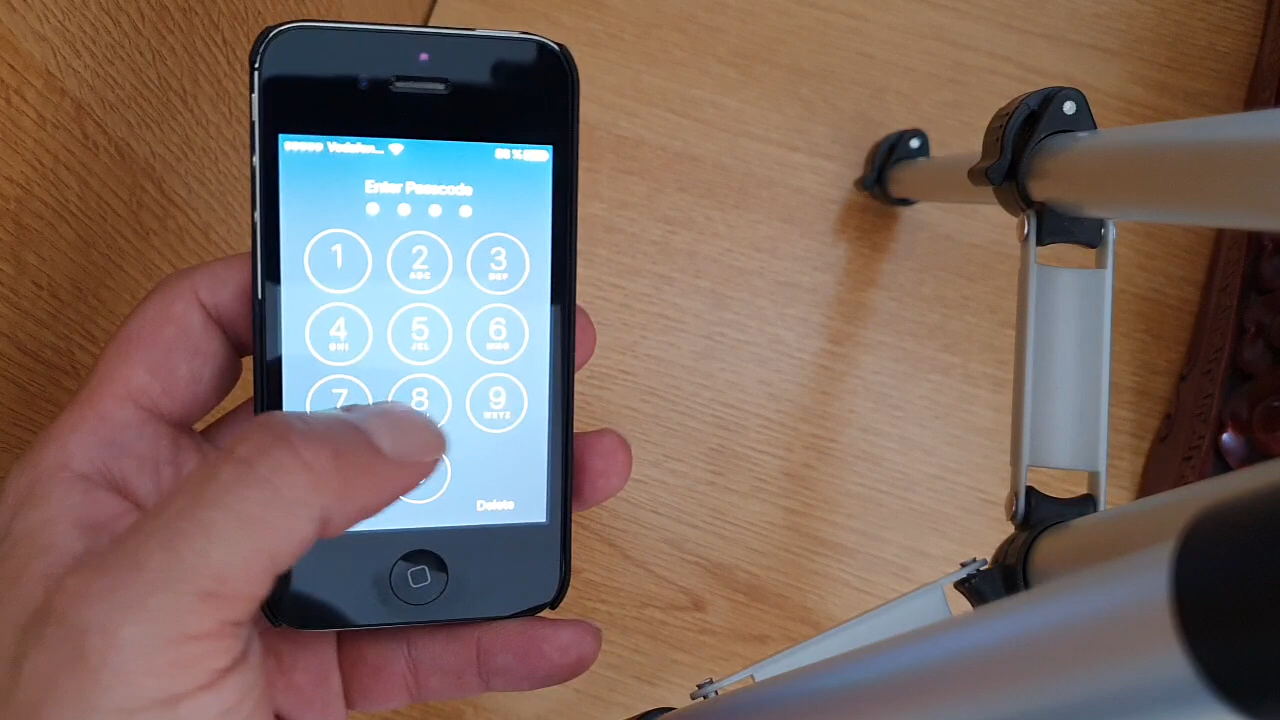 Vodafon...
Enter Passcode
1 2 3
ABC DEF
4 5 6
GHI JKL MNO
7 8 9
WXYZ
Delete